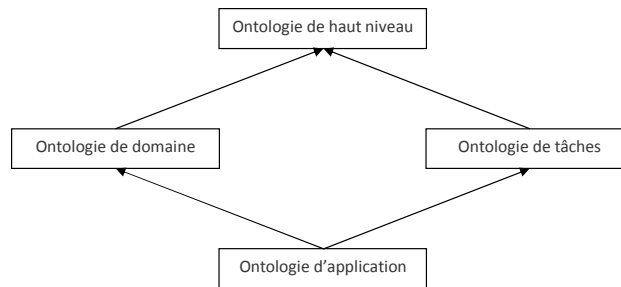 Ontologie de haut niveau
Ontologie de domaine
Ontologie de tâches
Ontologie d’application